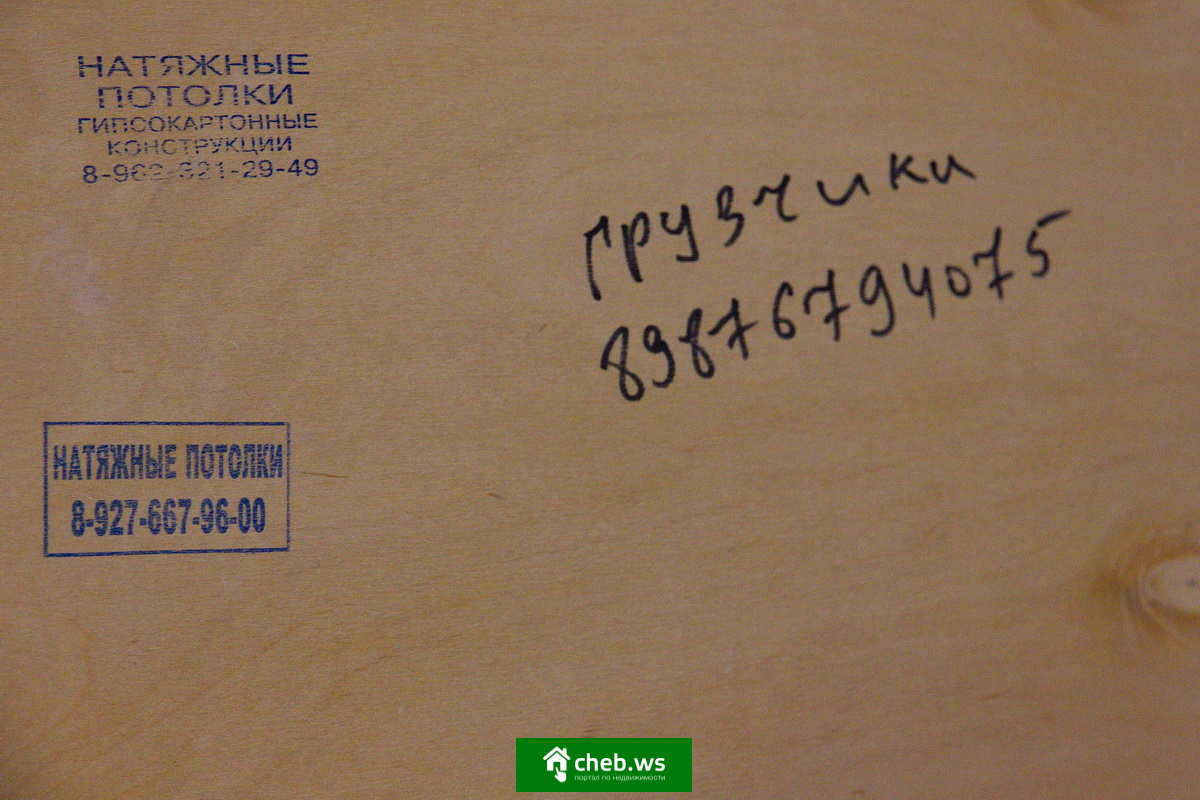 НАТЯЖНЫЕ
ПОТОЛКИ
ГИПСОКАРТОННЫЕ
КОНСТРУКЦИИ
грузчики
89876794075
НАТЯЖНЫЕ ПОТОЛКИ
8-927-667-96-00
cheb.ws
портал по недвижимости